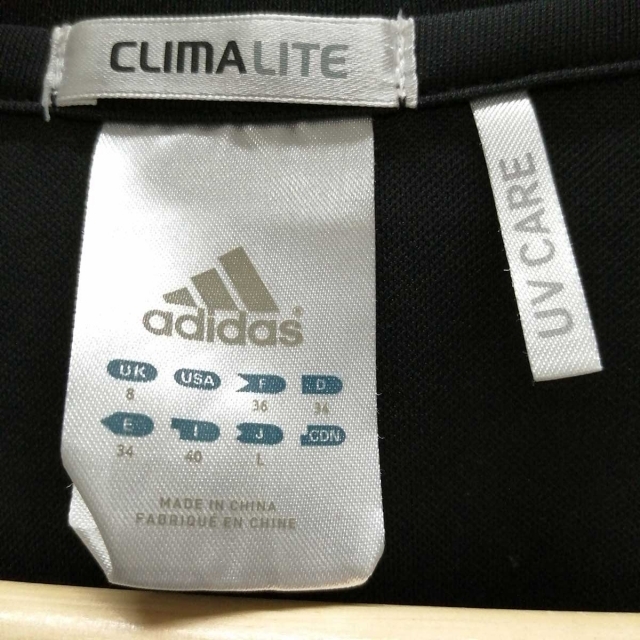 CLIMALITE
UV CARE
adidas
UK USA F D
8 36 34
E I J CDN
34 40 L
MADE IN CHINA
FABRIQUÉ EN CHINE